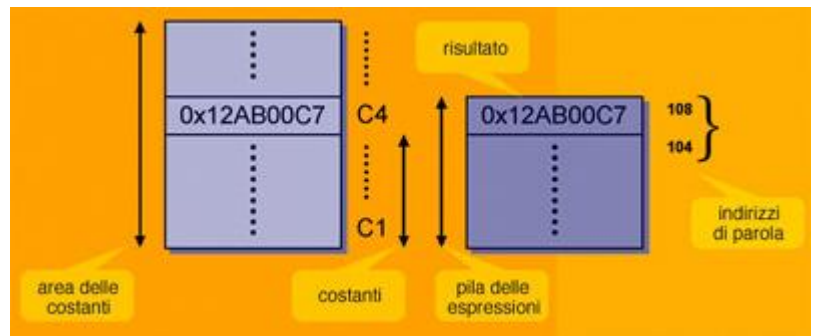 risultato
0x12AB00C7
C4
0x12AB00C7
108
104
C1
indirizzi
di parola
area delle
costanti
costanti
pila delle
espressioni